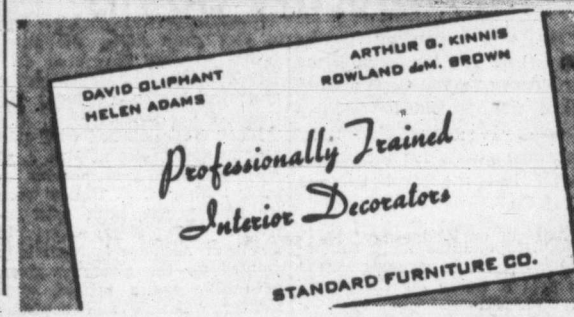 DAVID OLIPHANT
HELEN ADAMS
ARTHUR G. KINNIS
ROWLAND deM. BROWN
Professionally Trained
Interior Decorators
STANDARD FURNITURE CO.